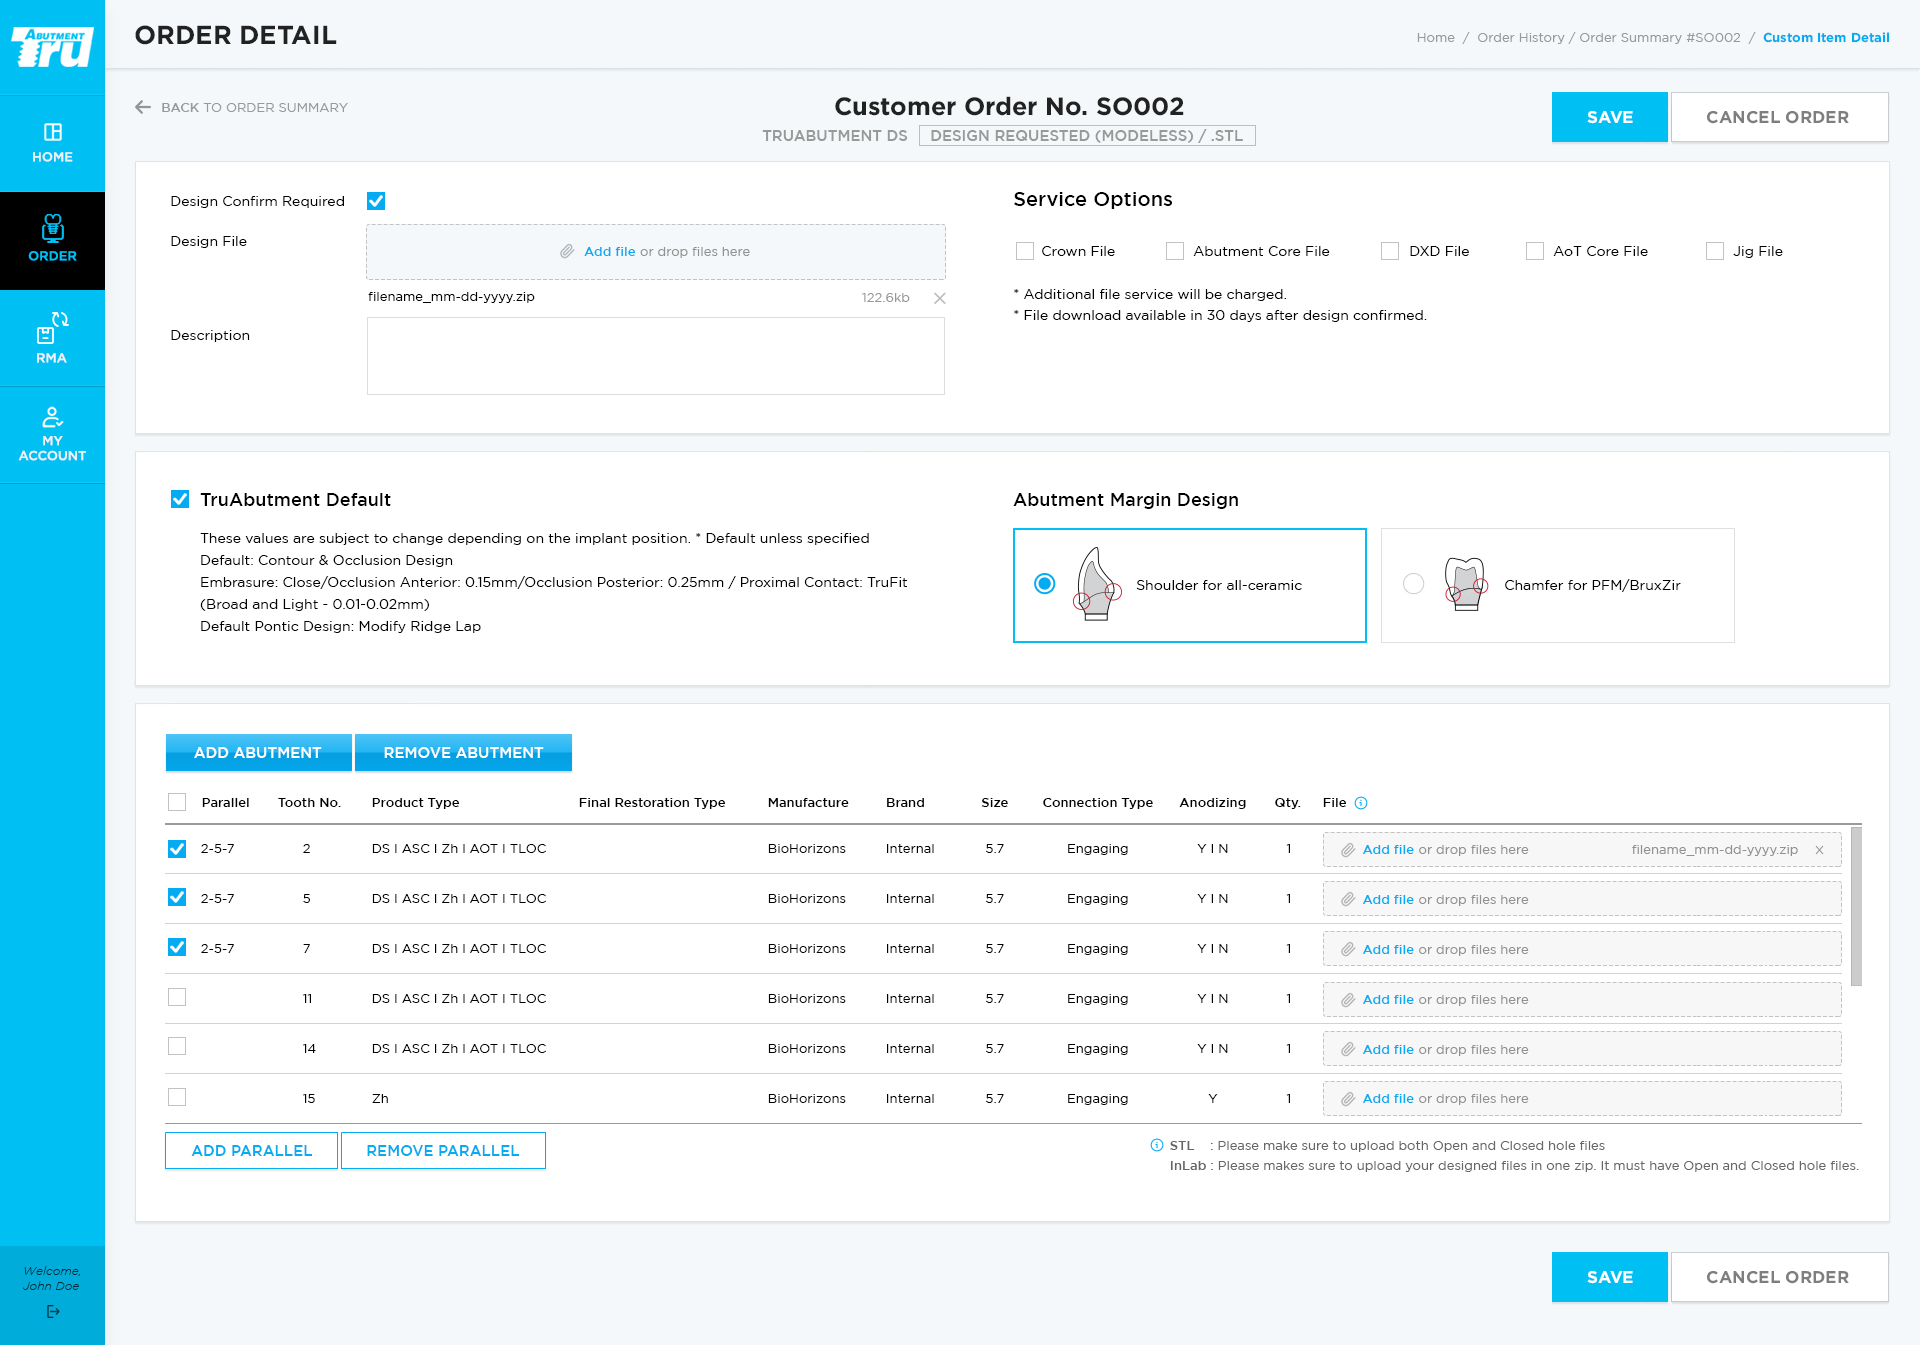 ABUTMENT
Tru
ORDER DETAIL
Home / Order History / Order Summary #SO002 / Custom Item Detail
HOME
ORDER
RMA
MY
ACCOUNT
Welcome,
John Doe
BACK TO ORDER SUMMARY
Customer Order No. SO002
TRUABUTMENT DS DESIGN REQUESTED (MODELESS) / .STL
SAVE CANCEL ORDER
Design Confirm Required
Design File
Add file or drop files here
filename_mm-dd-yyyy.zip 122.6kb
Description
Service Options
Crown File Abutment Core File DXD File AoT Core File Jig File
* Additional file service will be charged.
* File download available in 30 days after design confirmed.
TruAbutment Default
These values are subject to change depending on the implant position. * Default unless specified
Default: Contour & Occlusion Design
Embrasure: Close/Occlusion Anterior: 0.15mm/Occlusion Posterior: 0.25mm / Proximal Contact: TruFit
(Broad and Light - 0.01-0.02mm)
Default Pontic Design: Modify Ridge Lap
Abutment Margin Design
Shoulder for all-ceramic Chamfer for PFM/BruxZir
ADD ABUTMENT REMOVE ABUTMENT
Parallel Tooth No. Product Type Final Restoration Type Manufacture Brand Size Connection Type Anodizing Qty. File
2-5-7 2 DS | ASC | Zh | AOT | TLOC BioHorizons Internal 5.7 Engaging Y | N 1 Add file or drop files here filename_mm-dd-yyyy.zip X
2-5-7 5 DS | ASC | Zh | AOT | TLOC BioHorizons Internal 5.7 Engaging Y | N 1 Add file or drop files here
2-5-7 7 DS | ASC | Zh | AOT | TLOC BioHorizons Internal 5.7 Engaging Y | N 1 Add file or drop files here
11 DS | ASC | Zh | AOT | TLOC BioHorizons Internal 5.7 Engaging Y | N 1 Add file or drop files here
14 DS | ASC | Zh | AOT | TLOC BioHorizons Internal 5.7 Engaging Y | N 1 Add file or drop files here
15 Zh BioHorizons Internal 5.7 Engaging Y 1 Add file or drop files here
ADD PARALLEL REMOVE PARALLEL
STL : Please make sure to upload both Open and Closed hole files
InLab : Please makes sure to upload your designed files in one zip. It must have Open and Closed hole files.
SAVE CANCEL ORDER